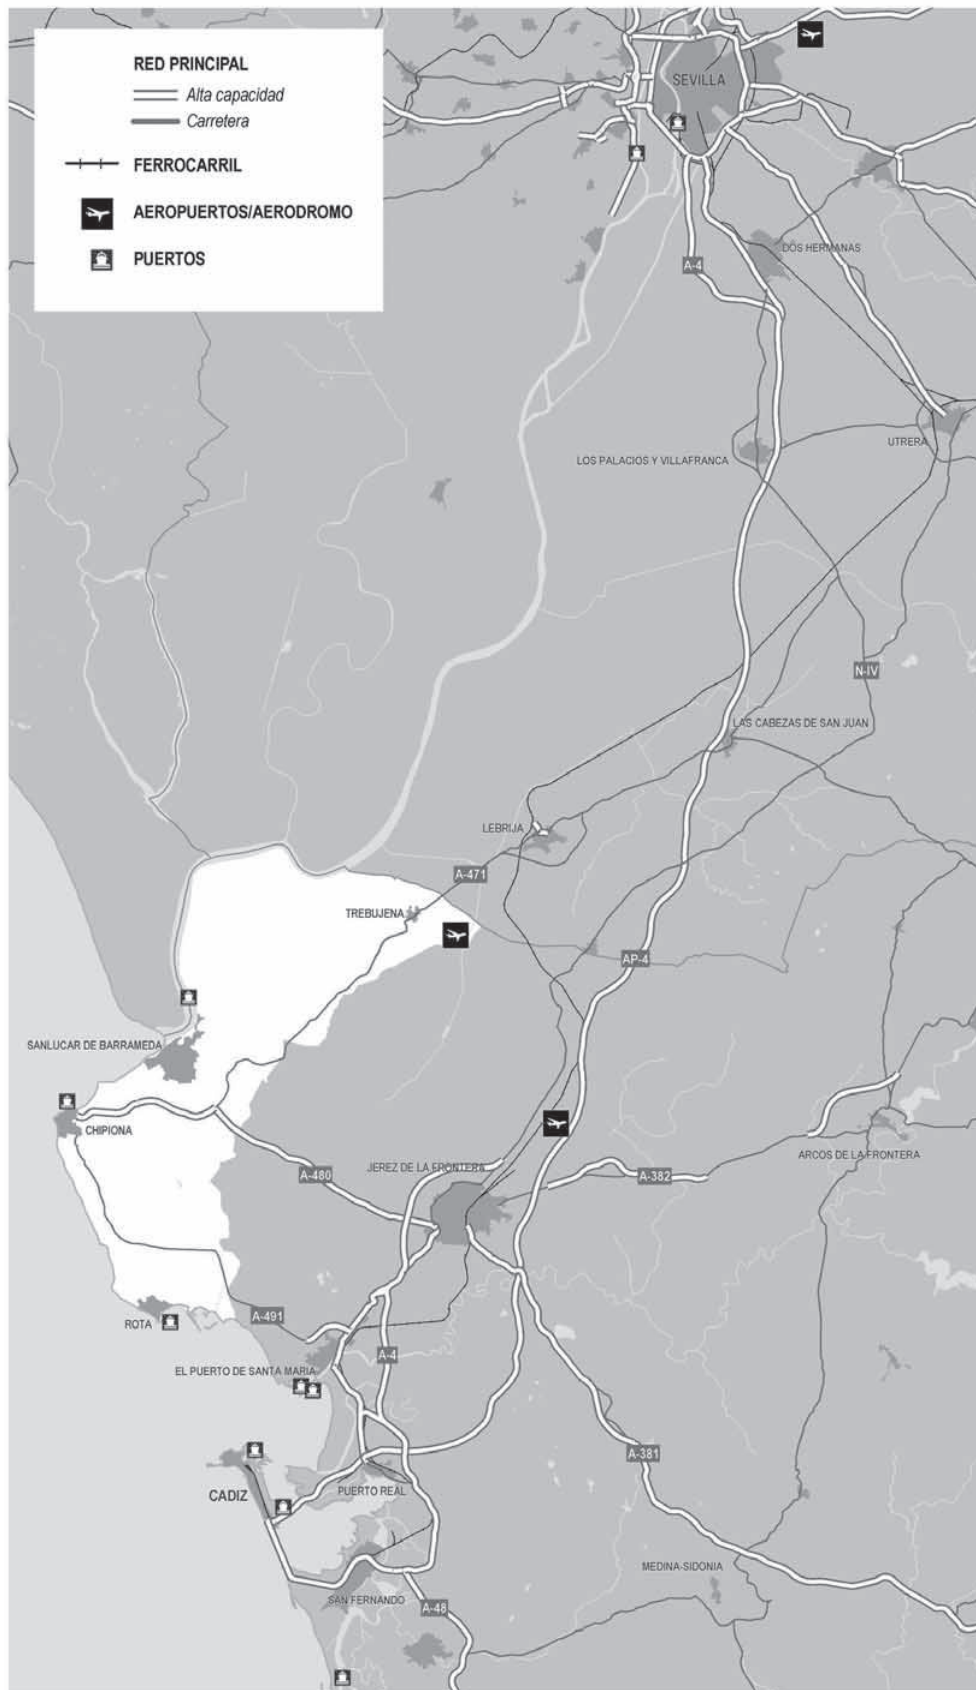 RED PRINCIPAL
Alta capacidad
Carretera
FERROCARRIL
AEROPUERTOS/AERODROMO
PUERTOS
SEVILLA
DOS HERMANAS
A-4
UTRERA
LOS PALACIOS Y VILLAFRANCA
N-IV
LAS CABEZAS DE SAN JUAN
LEBRIJA
A-471
TREBUJENA
AP-4
SANLUCAR DE BARRAMEDA
CHIPIONA
ARCOS DE LA FRONTERA
JEREZ DE LA FRONTERA
A-480
A-382
A-491
ROTA
A-4
EL PUERTO DE SANTA MARIA
A-381
PUERTO REAL
CADIZ
MEDINA-SIDONIA
SAN FERNANDO
A-48